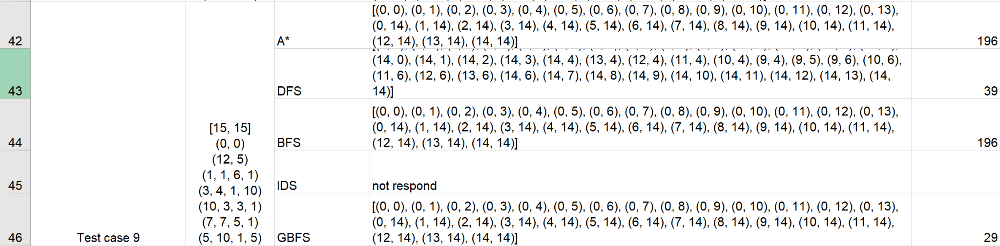 42
A*
[(0, 0), (0, 1), (0, 2), (0, 3), (0, 4), (0, 5), (0, 6), (0, 7), (0, 8), (0, 9), (0, 10), (0, 11), (0, 12), (0, 13),
(0, 14), (1, 14), (2, 14), (3, 14), (4, 14), (5, 14), (6, 14), (7, 14), (8, 14), (9, 14), (10, 14), (11, 14),
(12, 14), (13, 14), (14, 14)]
196
43
DFS
(14, 0), (14, 1), (14, 2), (14, 3), (14, 4), (13, 4), (12, 4), (11, 4), (10, 4), (9, 4), (9, 5), (9, 6), (10, 6),
(11, 6), (12, 6), (13, 6), (14, 6), (14, 7), (14, 8), (14, 9), (14, 10), (14, 11), (14, 12), (14, 13), (14,
14)]
39
44
BFS
[(0, 0), (0, 1), (0, 2), (0, 3), (0, 4), (0, 5), (0, 6), (0, 7), (0, 8), (0, 9), (0, 10), (0, 11), (0, 12), (0, 13),
(0, 14), (1, 14), (2, 14), (3, 14), (4, 14), (5, 14), (6, 14), (7, 14), (8, 14), (9, 14), (10, 14), (11, 14),
(12, 14), (13, 14), (14, 14)]
196
45
IDS
not respond
46
Test case 9
[15, 15]
(0, 0)
(12, 5)
(1, 1, 6, 1)
(3, 4, 1, 10)
(10, 3, 3, 1)
(7, 7, 5, 1)
(5, 10, 1, 5)
GBFS
[(0, 0), (0, 1), (0, 2), (0, 3), (0, 4), (0, 5), (0, 6), (0, 7), (0, 8), (0, 9), (0, 10), (0, 11), (0, 12), (0, 13),
(0, 14), (1, 14), (2, 14), (3, 14), (4, 14), (5, 14), (6, 14), (7, 14), (8, 14), (9, 14), (10, 14), (11, 14),
(12, 14), (13, 14), (14, 14)]
29